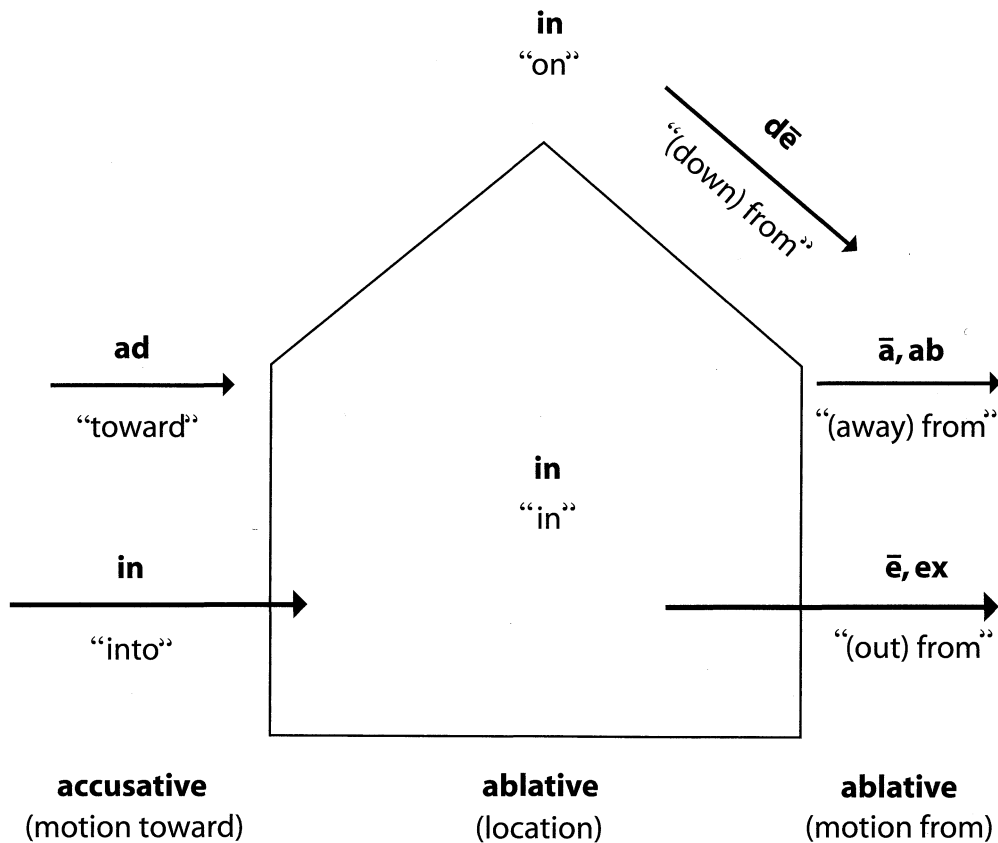 in
“on”
dē
“(down) from”
ad
“toward”
ā, ab
“(away) from”
in
“in”
in
“into”
ē, ex
“(out) from”
accusative
(motion toward)
ablative
(location)
ablative
(motion from)